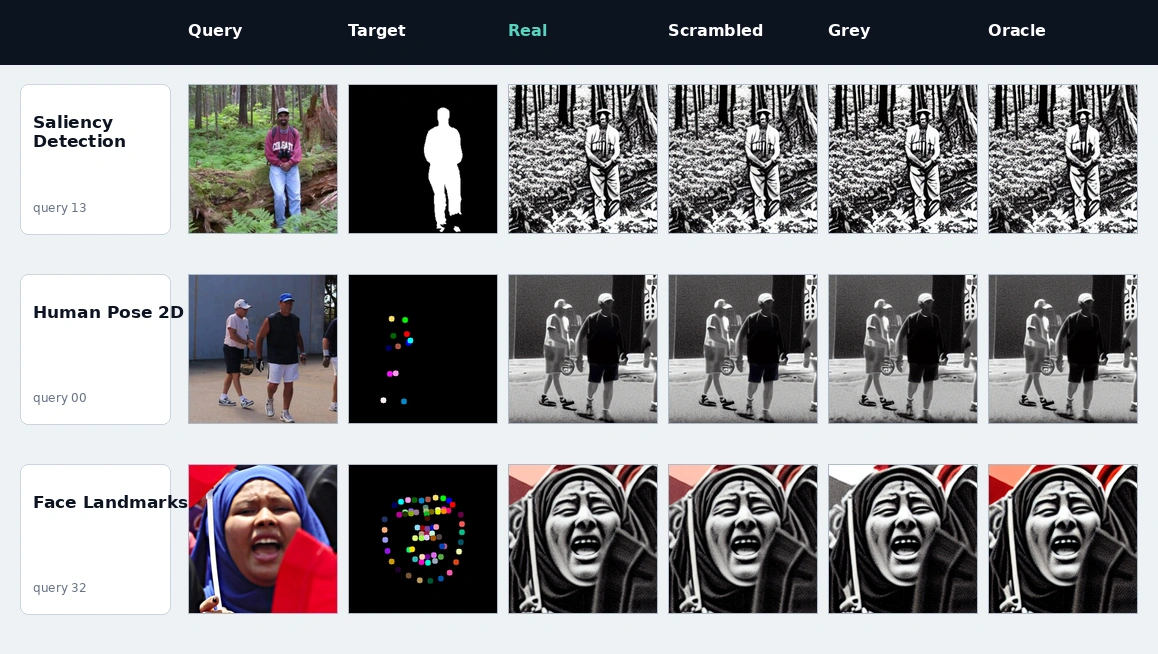 Query Target Real Scrambled Grey Oracle
Saliency
Detection
query 13
Human Pose 2D
query 00
Face Landmarks
query 32